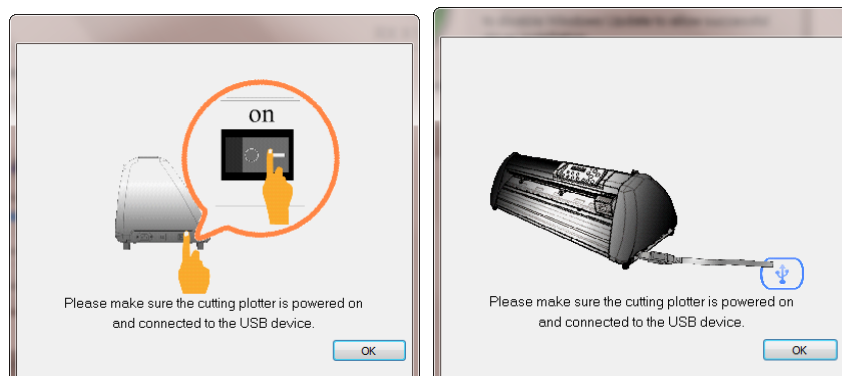 on
Please make sure the cutting plotter is powered on
and connected to the USB device.
OK
Please make sure the cutting plotter is powered on
and connected to the USB device.
OK